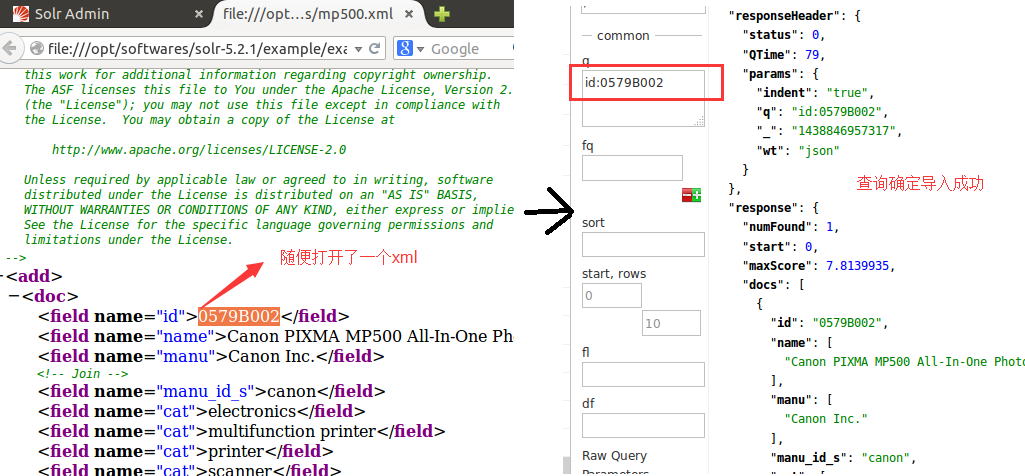 Solr Admin
file:///opt...s/mp500.xml
file:///opt/softwares/solr-5.2.1/example/exa
Google
this work for additional information regarding copyright ownership.
The ASF licenses this file to You under the Apache License, Version 2.
(the "License"); you may not use this file except in compliance with
the License.  You may obtain a copy of the License at
http://www.apache.org/licenses/LICENSE-2.0
Unless required by applicable law or agreed to in writing, software
distributed under the License is distributed on an "AS IS" BASIS,
WITHOUT WARRANTIES OR CONDITIONS OF ANY KIND, either express or implie
See the License for the specific language governing permissions and
limitations under the License.
-->
随便打开了一个xml
−<add>
−<doc>
<field name="id">0579B002</field>
<field name="name">Canon PIXMA MP500 All-In-One Pho
<field name="manu">Canon Inc.</field>
<!-- Join -->
<field name="manu_id_s">canon</field>
<field name="cat">electronics</field>
<field name="cat">multifunction printer</field>
<field name="cat">printer</field>
<field name="cat">scanner</field>
common
q
id:0579B002
fq
sort
start, rows
0
10
fl
df
Raw Query
Parameters
"responseHeader": {
"status": 0,
"QTime": 79,
"params": {
"indent": "true",
"q": "id:0579B002",
"_": "1438846957317",
"wt": "json"
}
},
查询确定导入成功
"response": {
"numFound": 1,
"start": 0,
"maxScore": 7.8139935,
"docs": [
{
"id": "0579B002",
"name": [
"Canon PIXMA MP500 All-In-One Photo
],
"manu": [
"Canon Inc."
],
"manu_id_s": "canon",